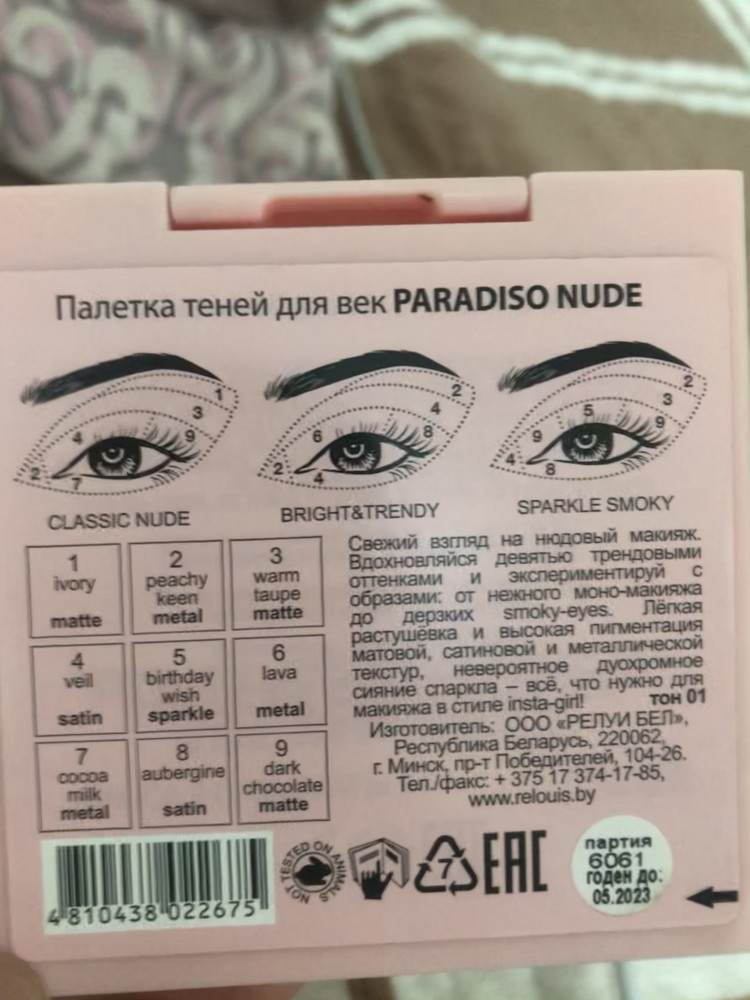 Палетка теней для век PARADISO NUDE
1
3
4
9
2
7
2
4
6
8
2
4
2
3
5
9
9
4
8
CLASSIC NUDE
BRIGHT&TRENDY
SPARKLE SMOKY
1
ivory
matte
2
peachy
keen
metal
3
warm
taupe
matte
4
veil
satin
5
birthday
wish
sparkle
6
lava
metal
7
cocoa
milk
metal
8
aubergine
satin
9
dark
chocolate
matte
Свежий взгляд на нюдовый макияж.
Вдохновляйся девятью трендовыми
оттенками и экспериментируй с
образами: от нежного моно-макияжа
до дерзких smoky-eyes. Лёгкая
растушёвка и высокая пигментация
матовой, сатиновой и металлической
текстур, невероятное дуохромное
сияние спаркла – всё, что нужно для
макияжа в стиле insta-girl! тон 01
Изготовитель: ООО «РЕЛУИ БЕЛ»,
Республика Беларусь, 220062,
г. Минск, пр-т Победителей, 104-26.
Тел./факс: + 375 17 374-17-85,
www.relouis.by
4 810438 022675
NOT TESTED ON ANIMALS
7
EAC
партия
6061
годен до:
05.2023